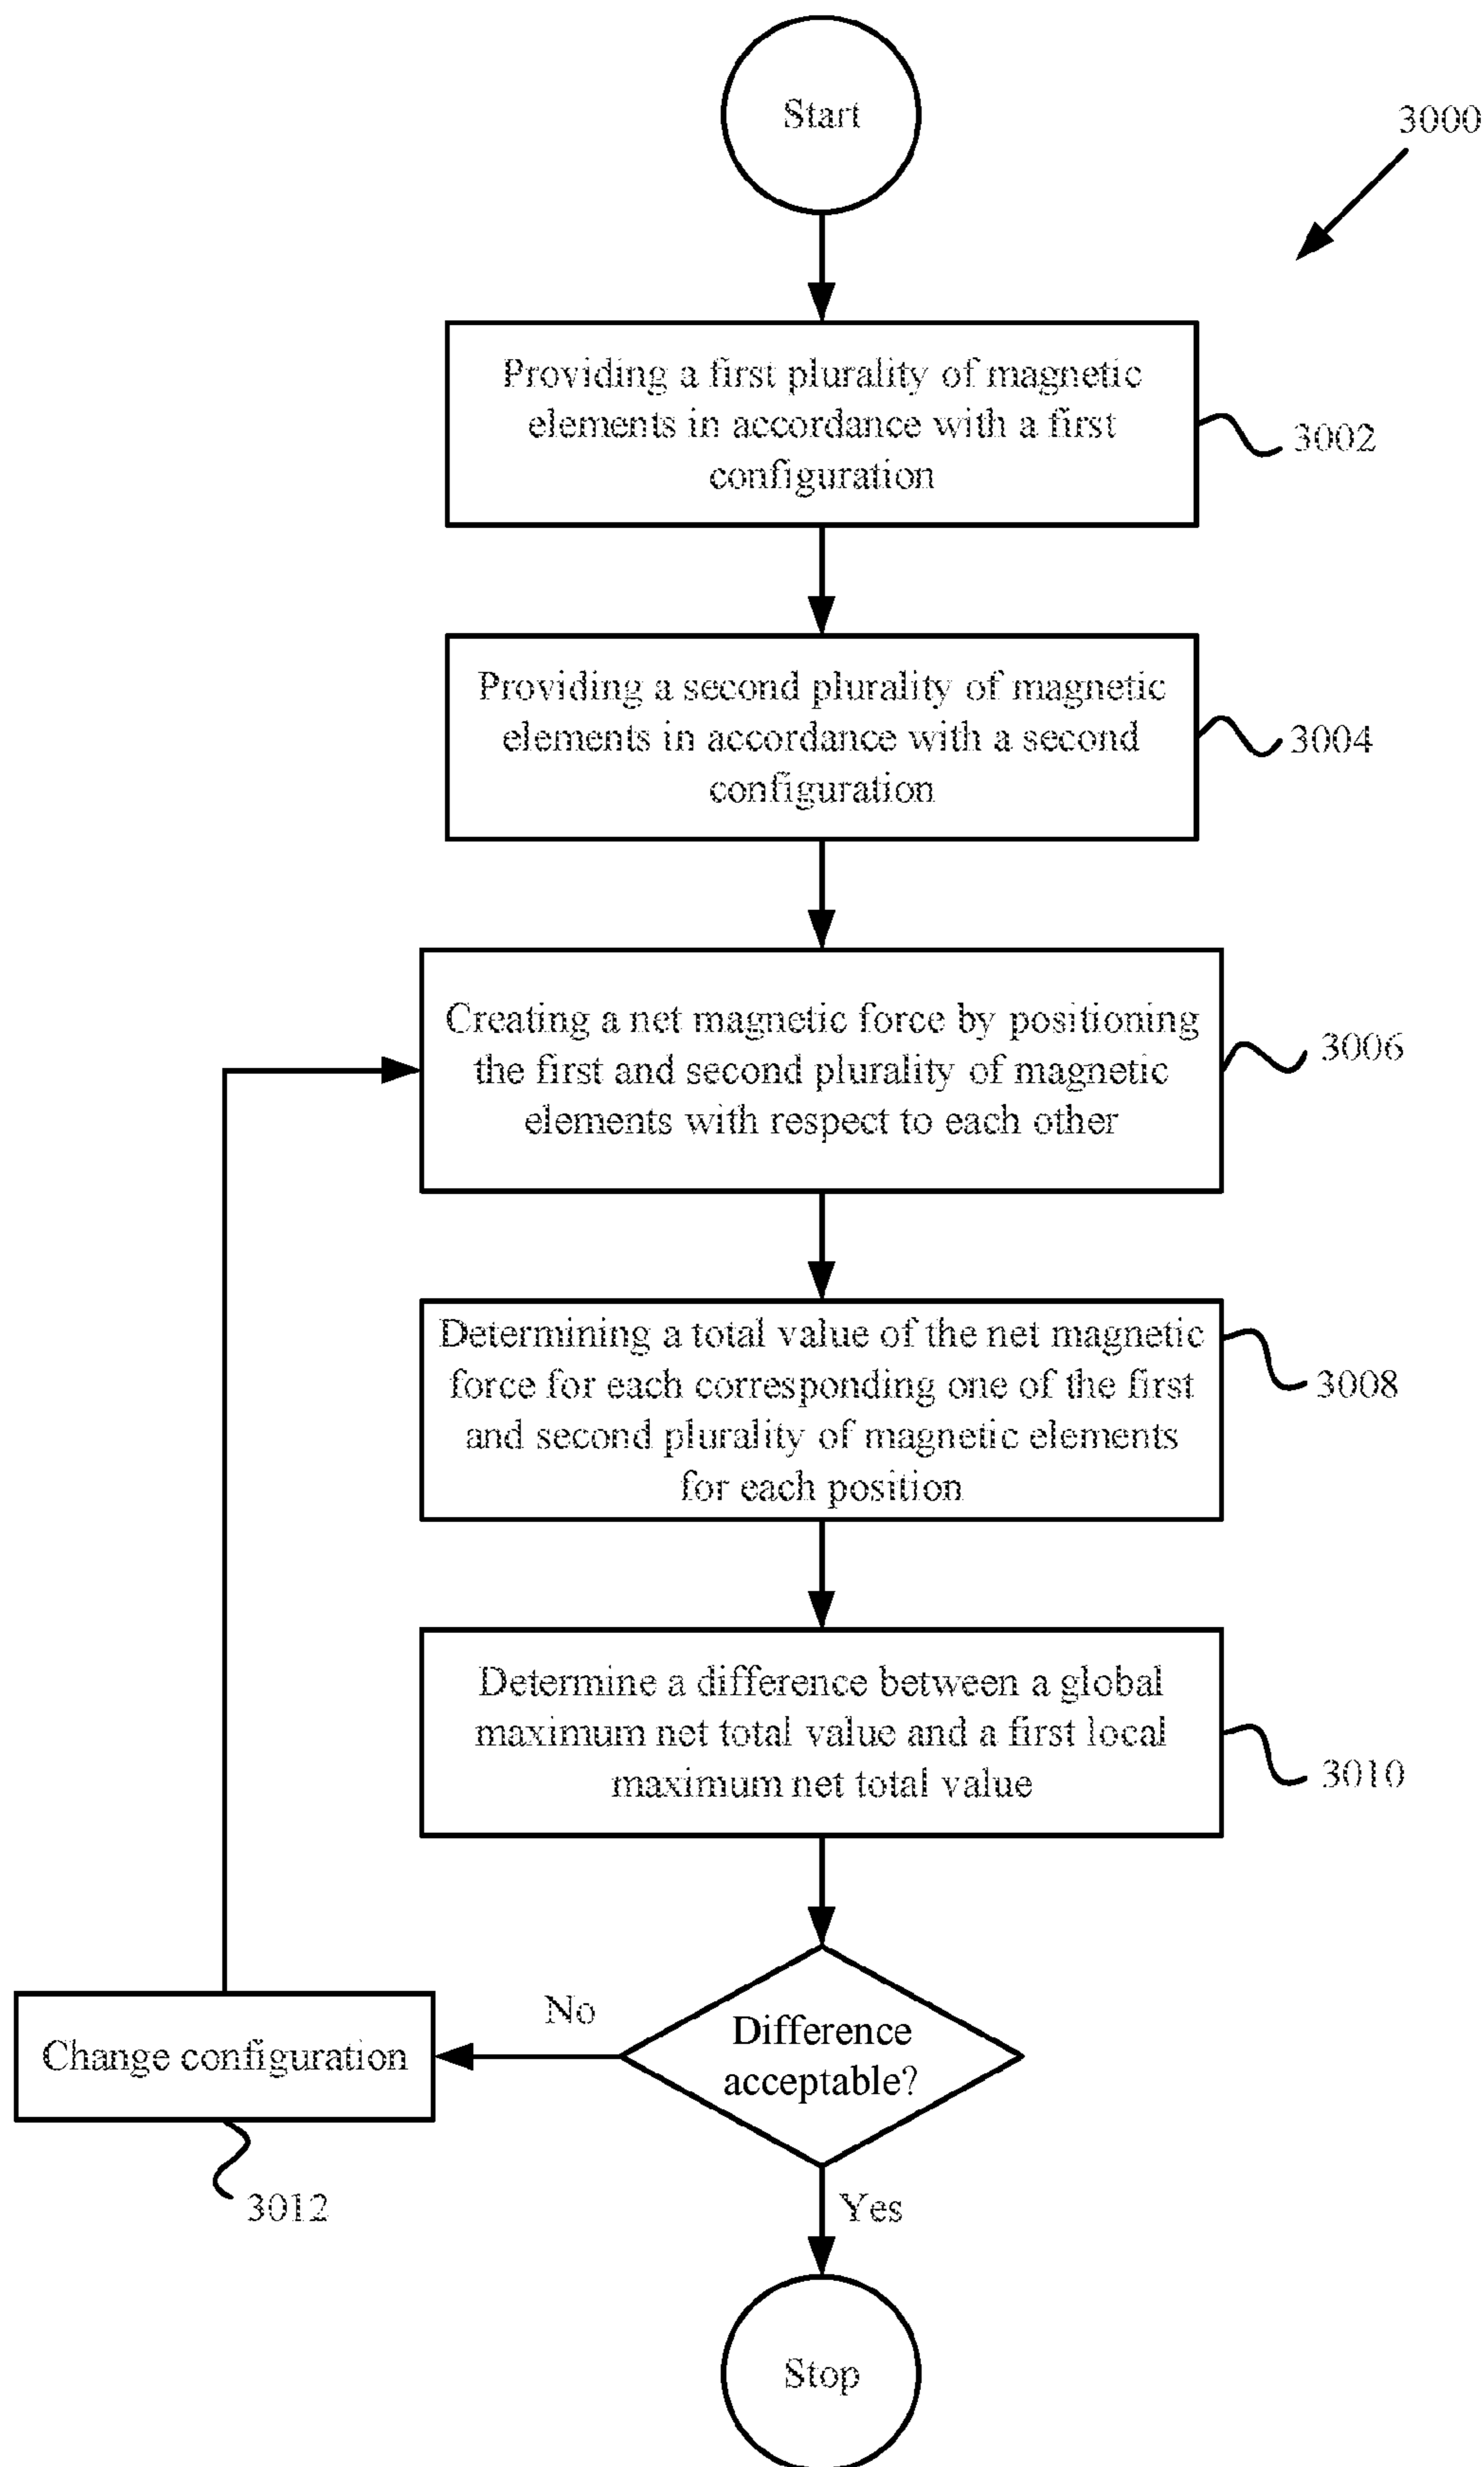 Start
3000
Providing a first plurality of magnetic
elements in accordance with a first
configuration
3002
Providing a second plurality of magnetic
elements in accordance with a second
configuration
3004
Creating a net magnetic force by positioning
the first and second plurality of magnetic
elements with respect to each other
3006
Determining a total value of the net magnetic
force for each corresponding one of the first
and second plurality of magnetic elements
for each position
3008
Determine a difference between a global
maximum net total value and a first local
maximum net total value
3010
Difference
acceptable?
No
Change configuration
3012
Yes
Stop